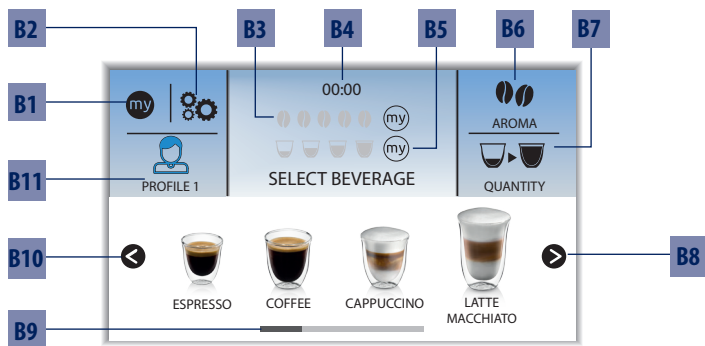 B2
B3
B4
B5
B6
B7
B1
my
00:00
my
my
AROMA
B11
PROFILE 1
SELECT BEVERAGE
QUANTITY
B10
B8
ESPRESSO
COFFEE
CAPPUCCINO
LATTE
MACCHIATO
B9